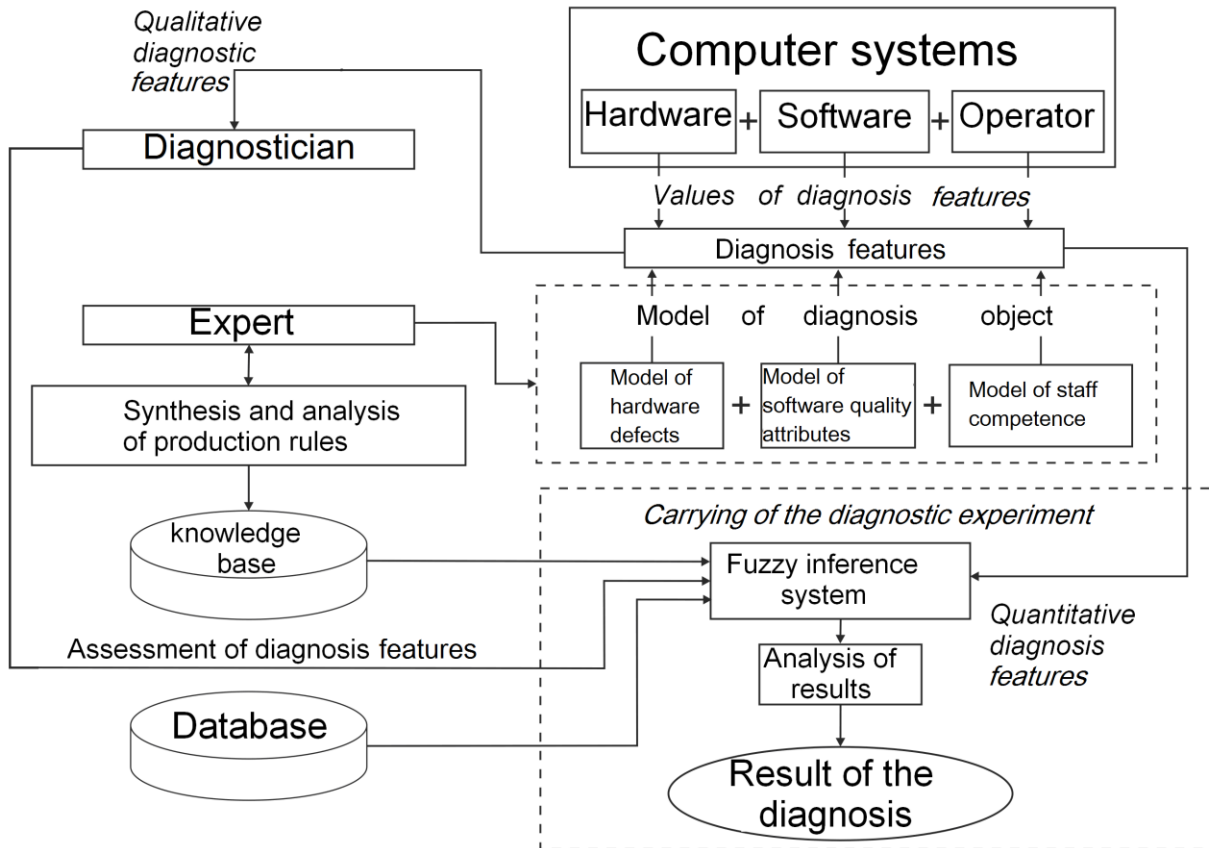 Qualitative
diagnostic
features
Computer systems
Hardware + Software + Operator
Diagnostician
Values of diagnosis features
Diagnosis features
Expert
Model of diagnosis object
Model of
hardware
defects
+
Model of
software quality
attributes
+
Model of staff
competence
Synthesis and analysis
of production rules
knowledge
base
Carrying of the diagnostic experiment
Fuzzy inference
system
Quantitative
diagnosis
features
Assessment of diagnosis features
Analysis of
results
Database
Result of the
diagnosis